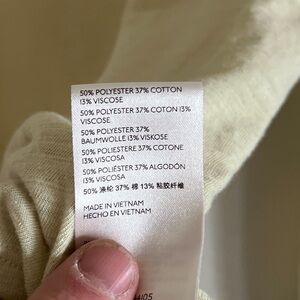 50% POLYESTER 37% COTTON
13% VISCOSE
50% POLYESTER 37% COTON 13%
VISCOSE
50% POLYESTER 37%
BAUMWOLLE 13% VISKOSE
50% POLIESTERE 37% COTONE
13% VISCOSA
50% POLIÉSTER 37% ALGODÓN
13% VISCOSA
50% 涤纶 37% 棉 13% 粘胶纤维
MADE IN VIETNAM
HECHO EN VIETNAM